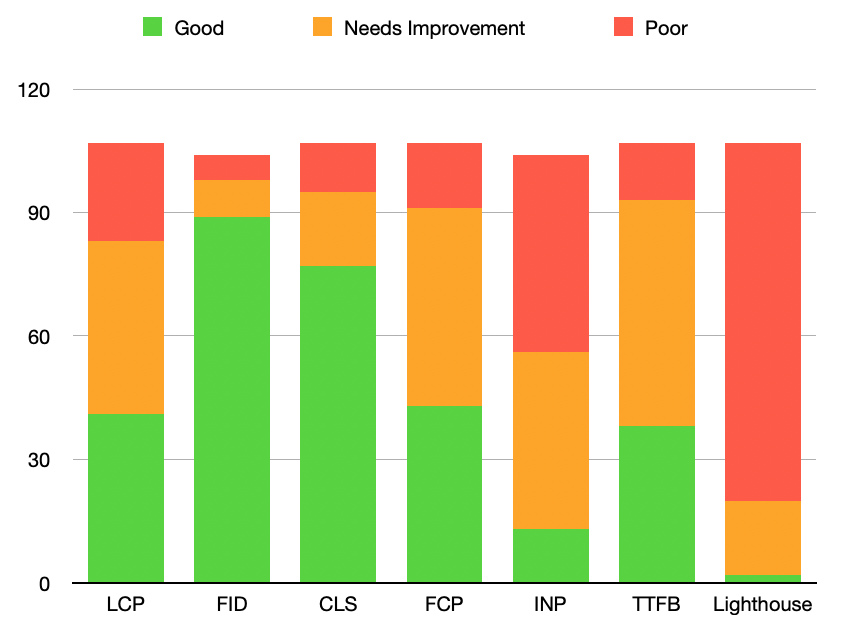 Good Needs Improvement Poor
120
90
60
30
0
LCP FID CLS FCP INP TTFB Lighthouse